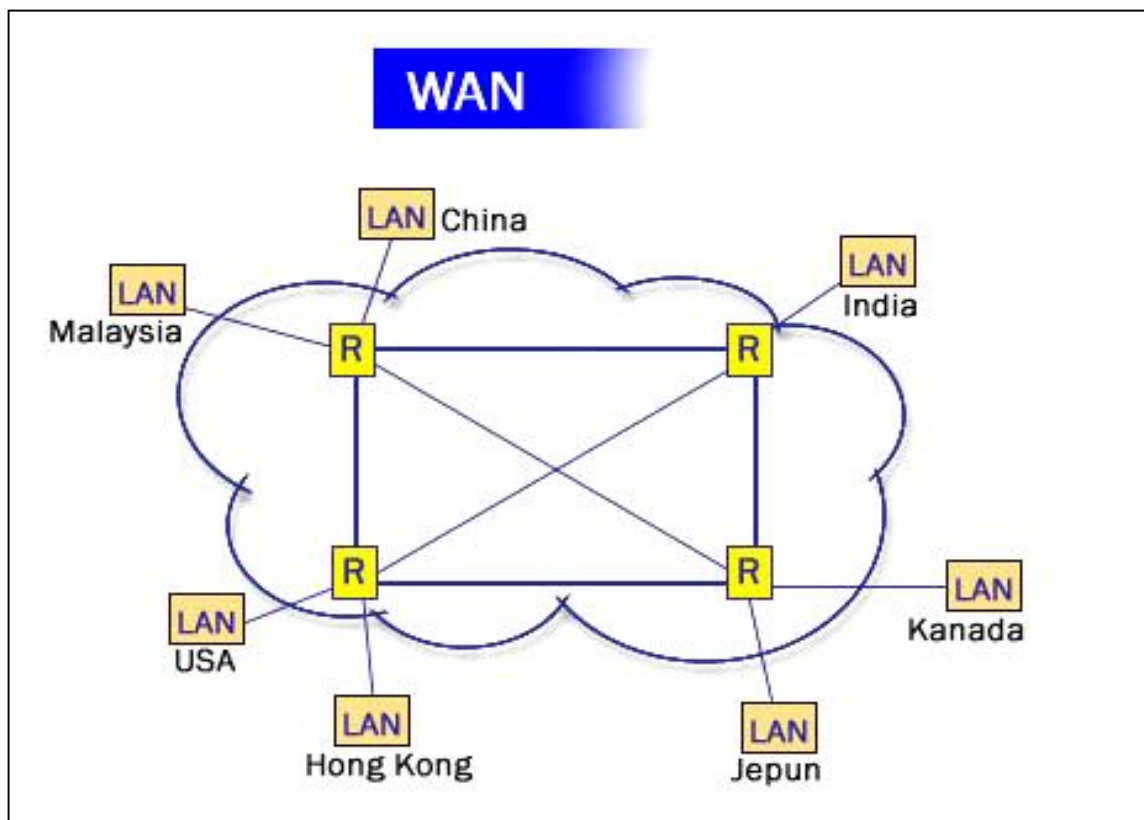 WAN
LAN China
LAN
India
LAN
Malaysia
R
R
R
R
LAN
USA
LAN
Kanada
LAN
Hong Kong
LAN
Jepun